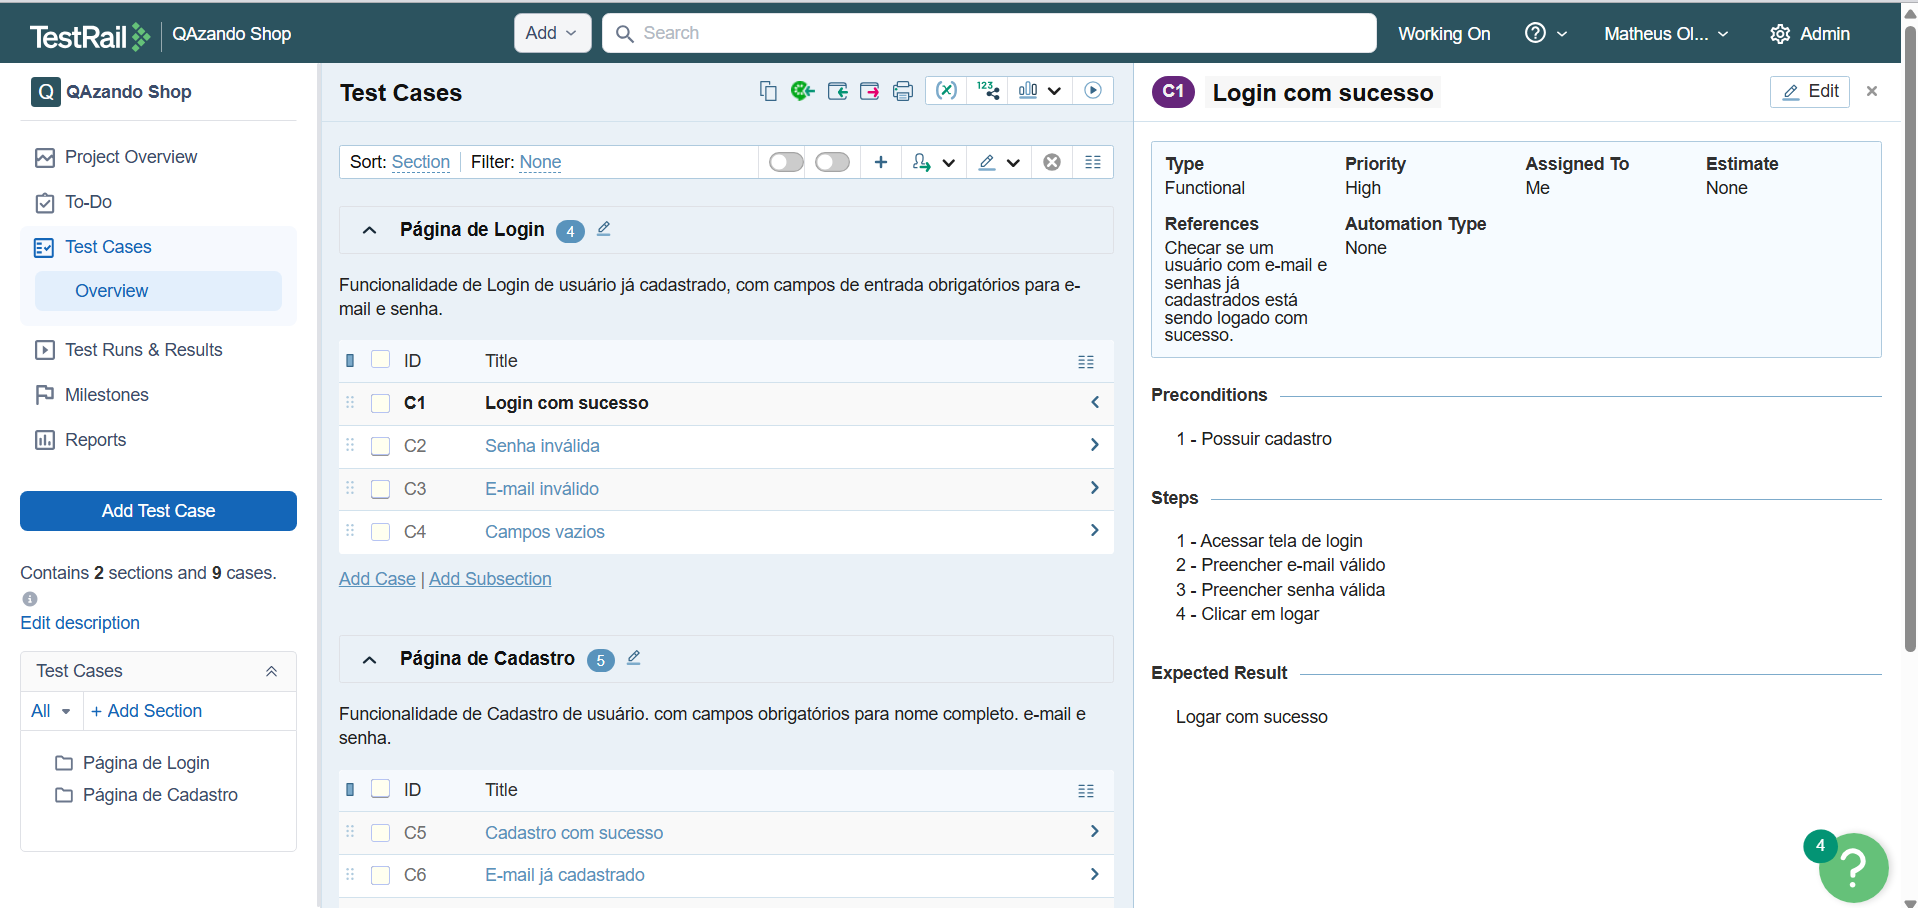 TestRail QAzando Shop
Add
Search
Working On
Matheus Ol...
Admin
Q QAzando Shop
Project Overview
To-Do
Test Cases
Overview
Test Runs & Results
Milestones
Reports
Add Test Case
Contains 2 sections and 9 cases.
Edit description
Test Cases
All + Add Section
Página de Login
Página de Cadastro
Test Cases
123
Sort: Section Filter: None
Página de Login 4
Funcionalidade de Login de usuário já cadastrado, com campos de entrada obrigatórios para e-
mail e senha.
ID Title
C1 Login com sucesso
C2 Senha inválida
C3 E-mail inválido
C4 Campos vazios
Add Case | Add Subsection
Página de Cadastro 5
Funcionalidade de Cadastro de usuário. com campos obrigatórios para nome completo. e-mail e
senha.
ID Title
C5 Cadastro com sucesso
C6 E-mail já cadastrado
C1 Login com sucesso
Edit
Type Priority Assigned To Estimate
Functional High Me None
References Automation Type
Checar se um None
usuário com e-mail e
senhas já
cadastrados está
sendo logado com
sucesso.
Preconditions
1 - Possuir cadastro
Steps
1 - Acessar tela de login
2 - Preencher e-mail válido
3 - Preencher senha válida
4 - Clicar em logar
Expected Result
Logar com sucesso
4
?